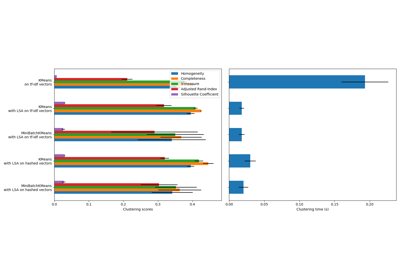 KMeans
on tf-idf vectors
KMeans
with LSA on tf-idf vectors
MiniBatchKMeans
with LSA on tf-idf vectors
KMeans
with LSA on hashed vectors
MiniBatchKMeans
with LSA on hashed vectors
Homogeneity
Completeness
V-measure
Adjusted Rand-Index
Silhouette Coefficient
0.0 0.1 0.2 0.3 0.4 0.5
Clustering scores
0.00 0.05 0.10 0.15 0.20
Clustering time (s)